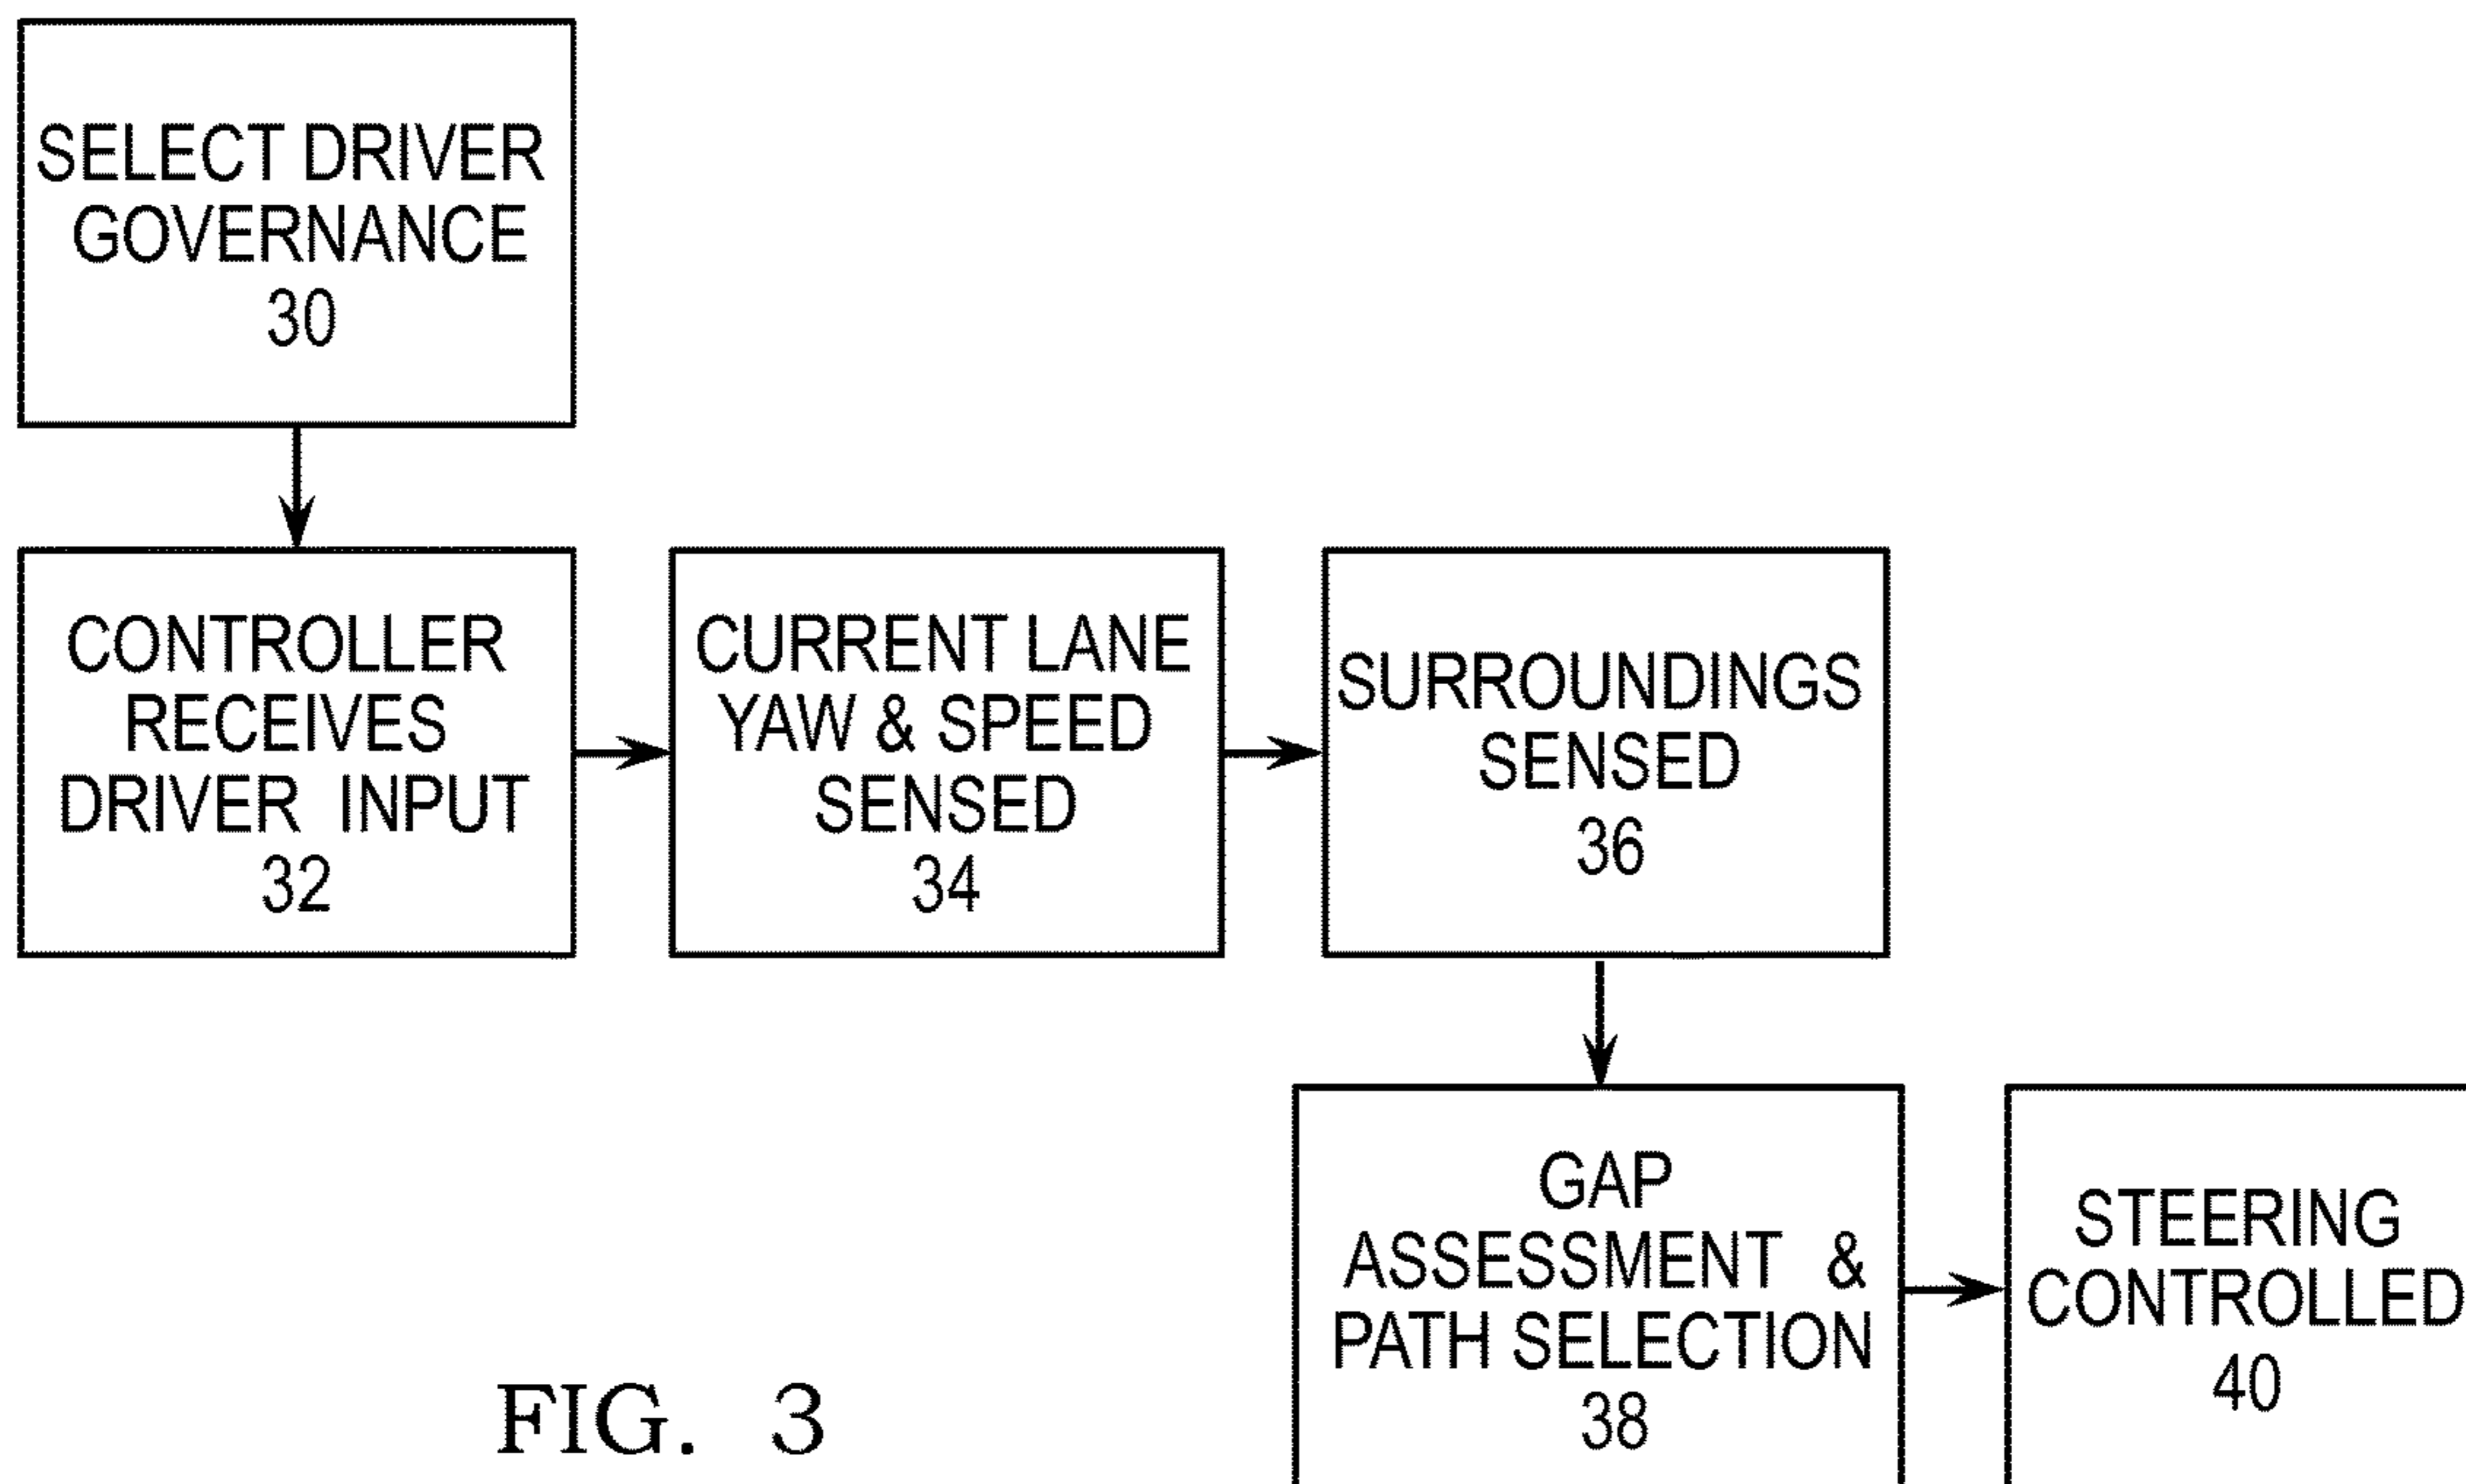 SELECT DRIVER
GOVERNANCE
30
CONTROLLER
RECEIVES
DRIVER INPUT
32
CURRENT LANE
YAW & SPEED
SENSED
34
SURROUNDINGS
SENSED
36
GAP
ASSESSMENT &
PATH SELECTION
38
STEERING
CONTROLLED
40
FIG. 3